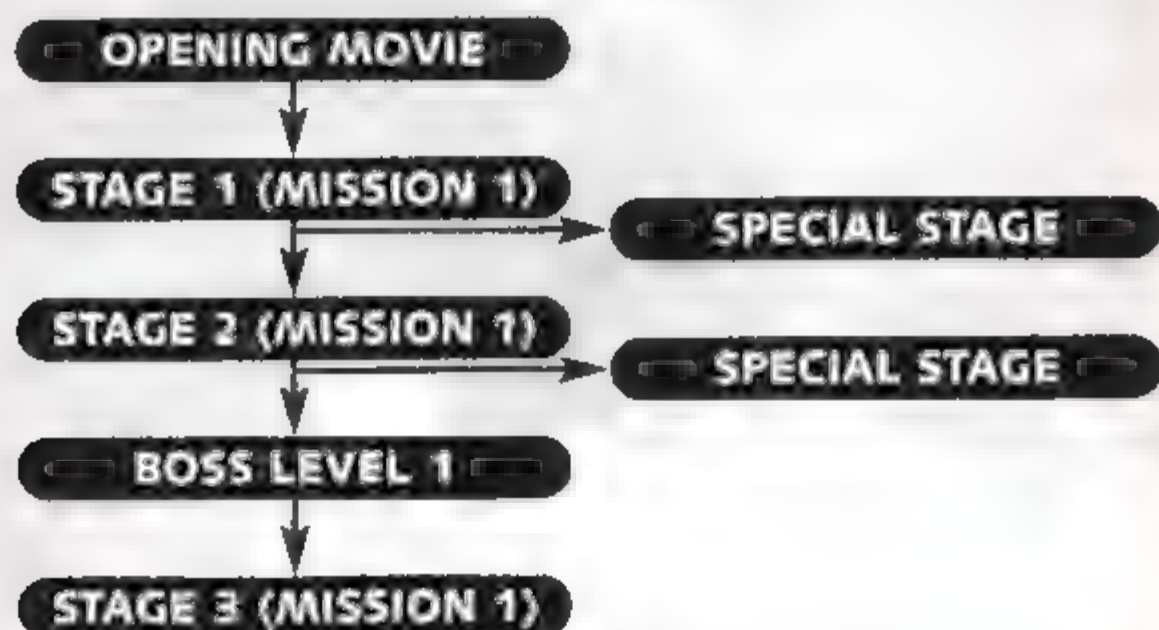 OPENING MOVIE
STAGE 1 (MISSION 1)
SPECIAL STAGE
STAGE 2 (MISSION 1)
SPECIAL STAGE
BOSS LEVEL 1
STAGE 3 (MISSION 1)